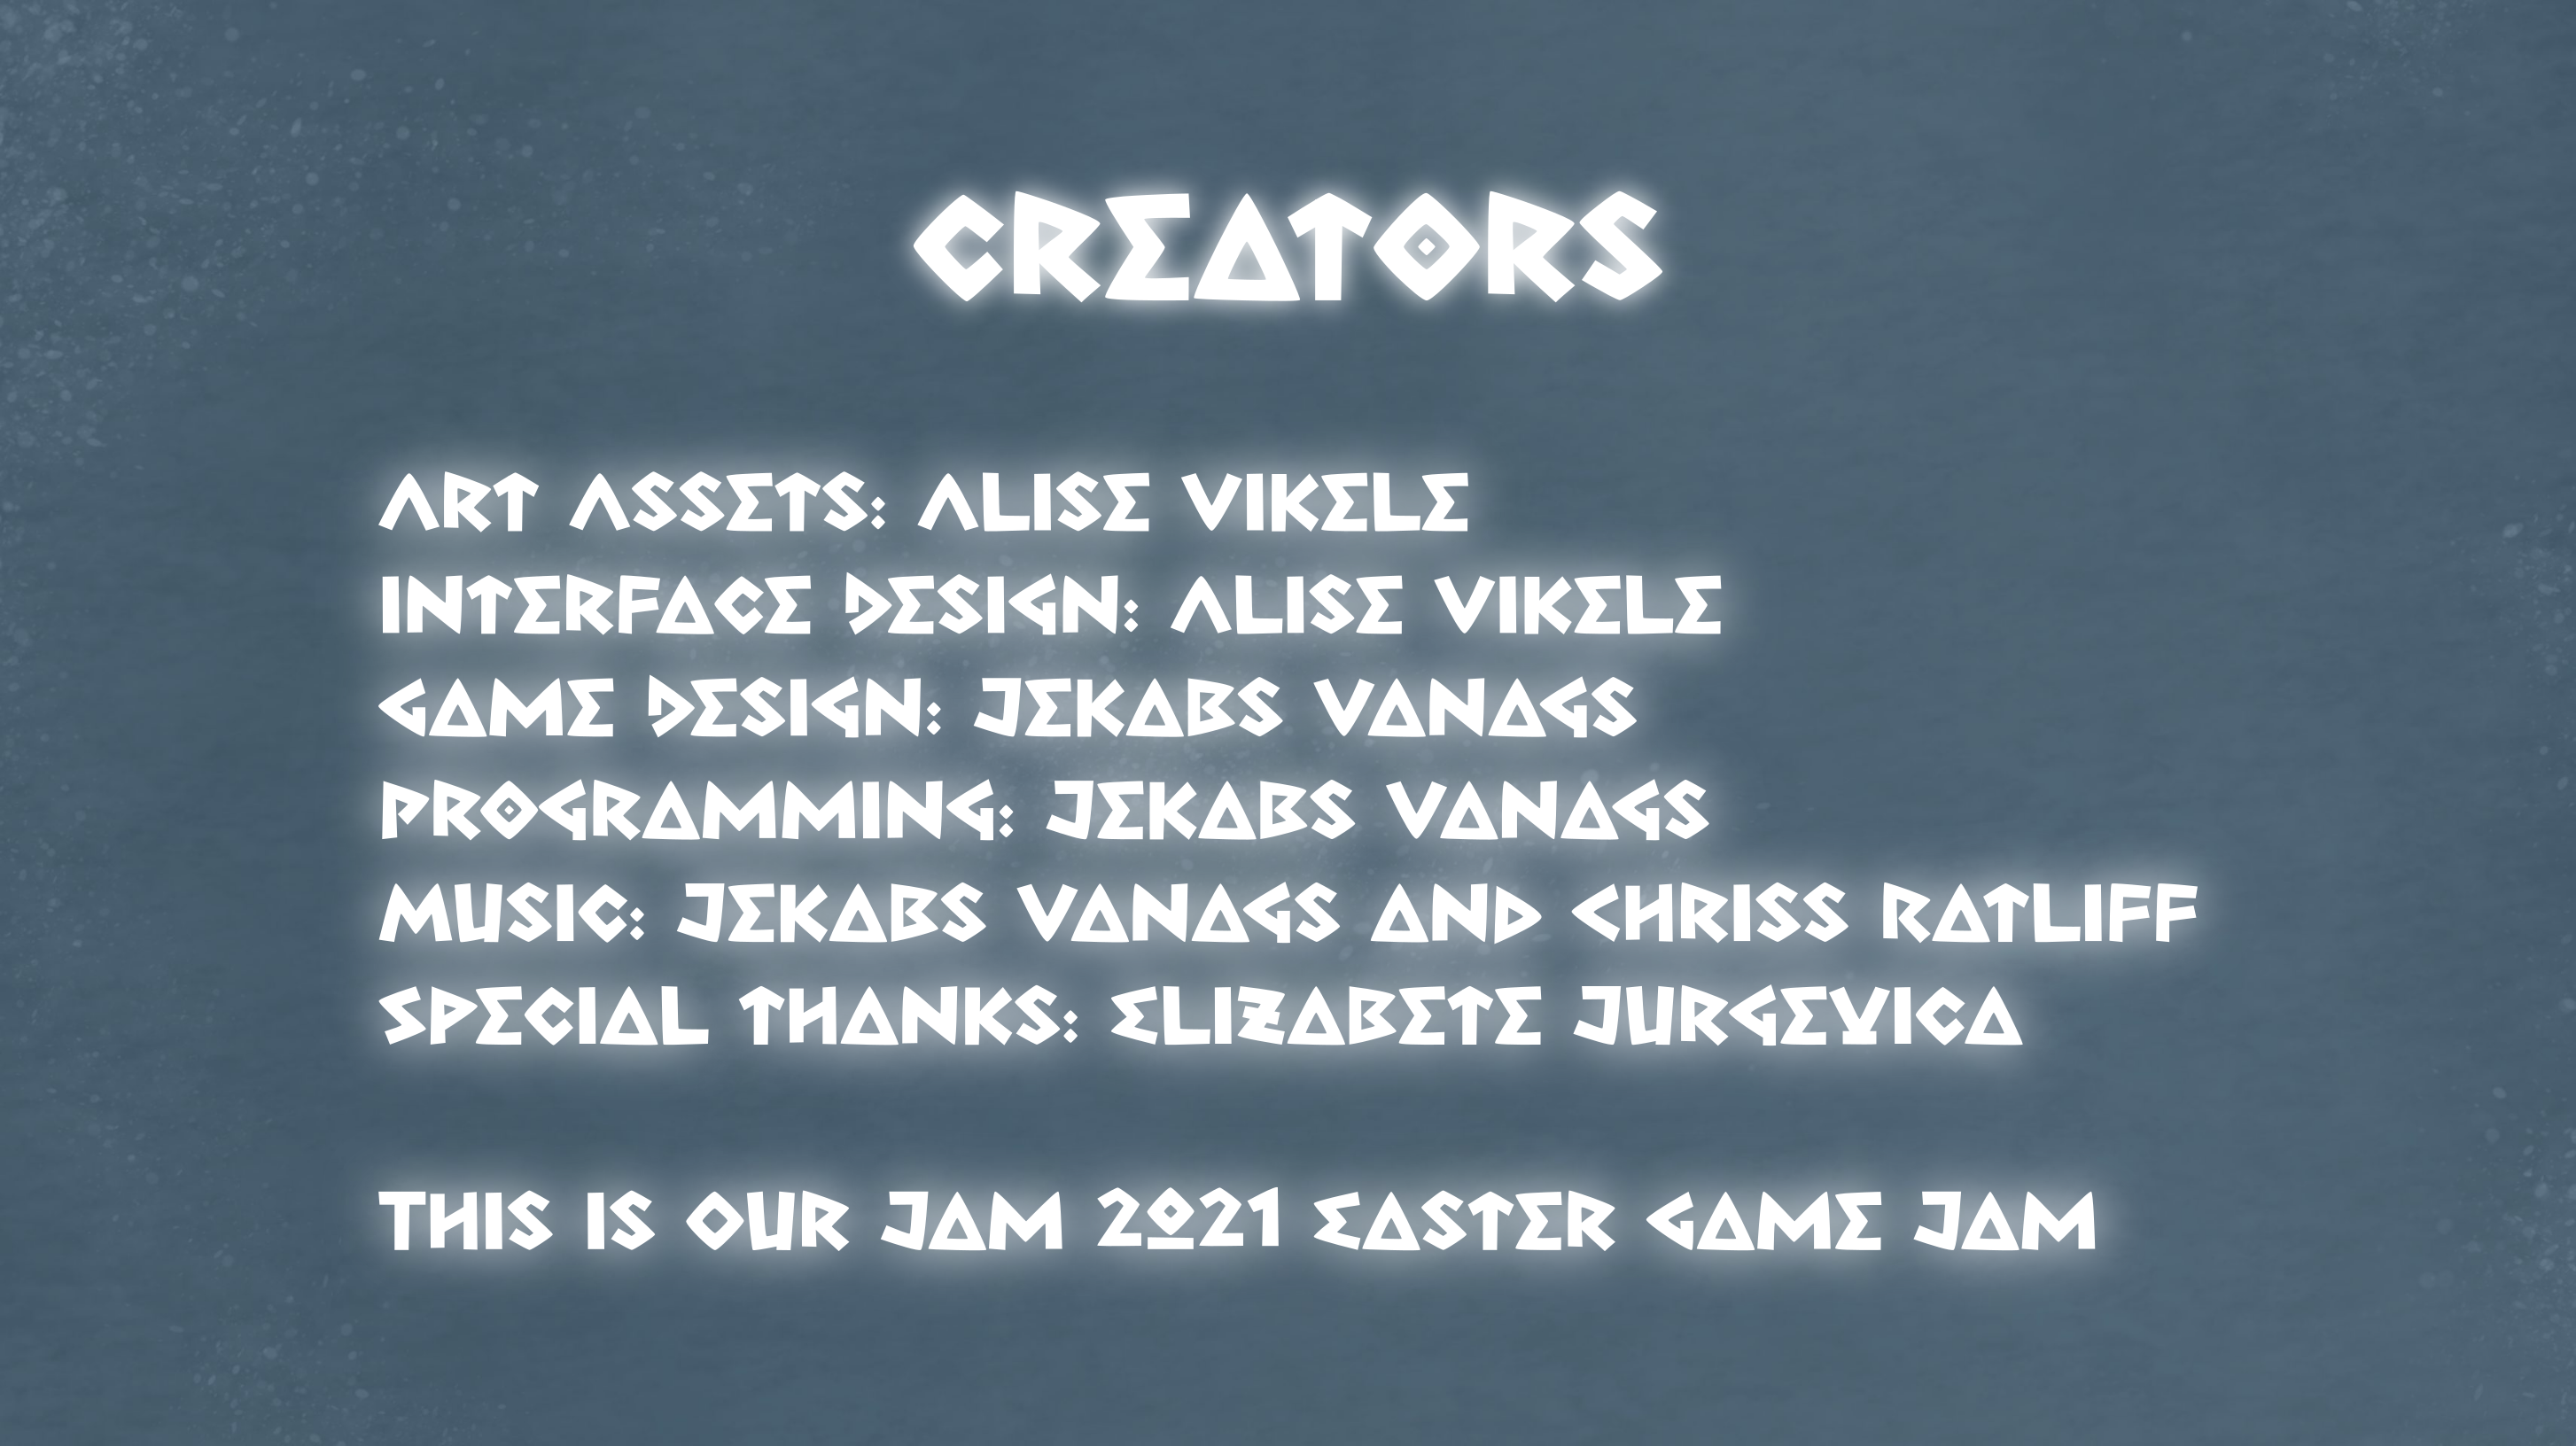 CREATORS
ART ASSETS: ALISE VIKELE
INTERFACE DESIGN: ALISE VIKELE
GAME DESIGN: JEKABS VANAGS
PROGRAMMING: JEKABS VANAGS
MUSIC: JEKABS VANAGS AND CHRISS RATLIFF
SPECIAL THANKS: ELIZABETE JURGEVICA
THIS IS OUR JAM 2021 EASTER GAME JAM